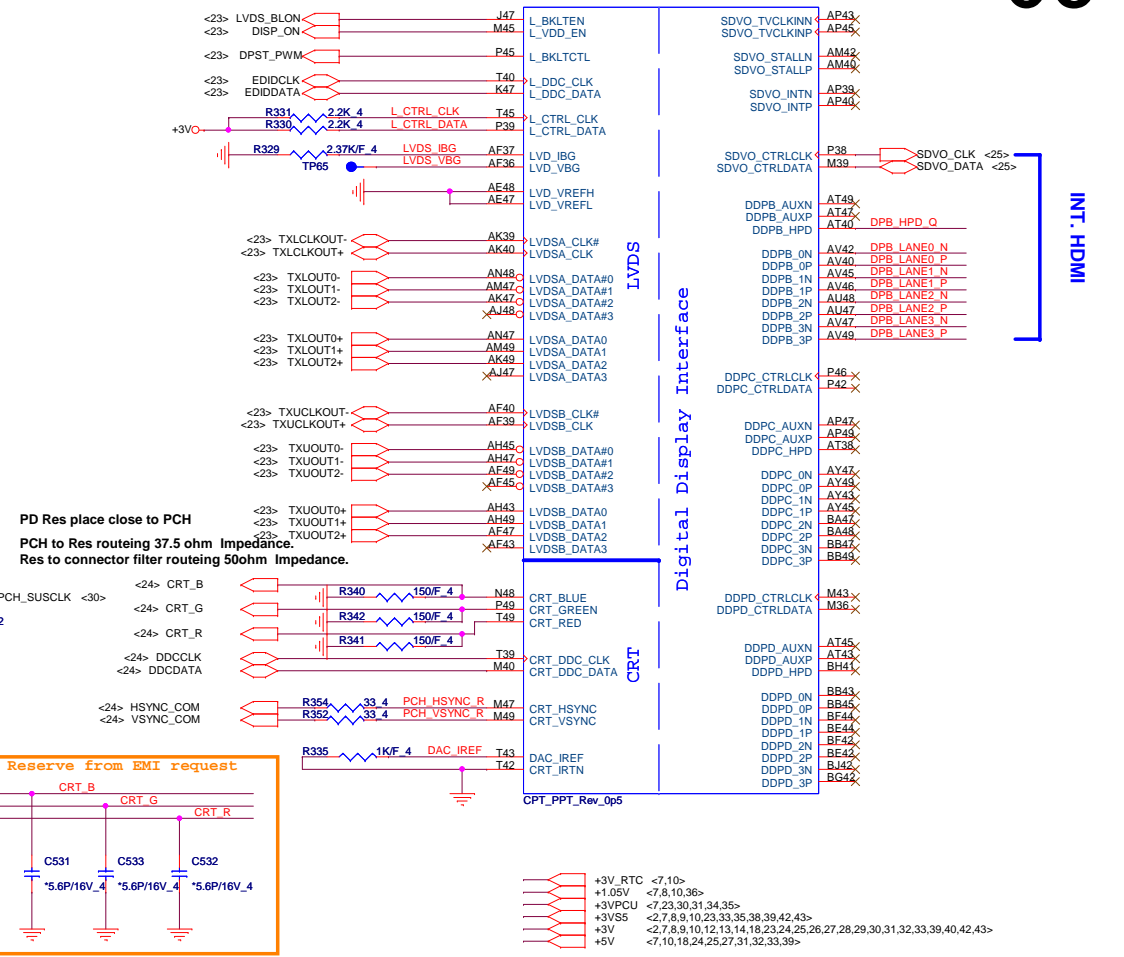 <23> LVDS_BLON J47 L_BKLTEN
<23> DISP_ON M45 L_VDD_EN
<23> DPST_PWM P45 L_BKLTCTL
<23> EDIDCLK T40 L_DDC_CLK
<23> EDIDDATA K47 L_DDC_DATA
R331 2.2K_4 L_CTRL_CLK T45 L_CTRL_CLK
+3V R330 2.2K_4 L_CTRL_DATA P39 L_CTRL_DATA
R329 2.37K/F_4 LVDS_IBG AF37 LVD_IBG
TP65 LVDS_VBG AF36 LVD_VBG
AE48 LVD_VREFH
AE47 LVD_VREFL
<23> TXLCLKOUT- AK39 LVDSA_CLK#
<23> TXLCLKOUT+ AK40 LVDSA_CLK
<23> TXLOUT0- AN48 LVDSA_DATA#0
<23> TXLOUT1- AM47 LVDSA_DATA#1
<23> TXLOUT2- AK47 LVDSA_DATA#2
AJ48 LVDSA_DATA#3
<23> TXLOUT0+ AN47 LVDSA_DATA0
<23> TXLOUT1+ AM49 LVDSA_DATA1
<23> TXLOUT2+ AK49 LVDSA_DATA2
AJ47 LVDSA_DATA3
<23> TXUCLKOUT- AF40 LVDSB_CLK#
<23> TXUCLKOUT+ AF39 LVDSB_CLK
<23> TXUOUT0- AH45 LVDSB_DATA#0
<23> TXUOUT1- AH47 LVDSB_DATA#1
<23> TXUOUT2- AF49 LVDSB_DATA#2
AF45 LVDSB_DATA#3
<23> TXUOUT0+ AH43 LVDSB_DATA0
<23> TXUOUT1+ AH49 LVDSB_DATA1
<23> TXUOUT2+ AF47 LVDSB_DATA2
AF43 LVDSB_DATA3
PD Res place close to PCH
PCH to Res routeing 37.5 ohm Impedance.
Res to connector filter routeing 50ohm Impedance.
PCH_SUSCLK <30>
2
<24> CRT_B R340 150/F_4 N48 CRT_BLUE
<24> CRT_G R342 150/F_4 P49 CRT_GREEN
<24> CRT_R R341 150/F_4 T49 CRT_RED
<24> DDCCLK T39 CRT_DDC_CLK
<24> DDCDATA M40 CRT_DDC_DATA
<24> HSYNC_COM R354 33_4 PCH_HSYNC_R M47 CRT_HSYNC
<24> VSYNC_COM R352 33_4 PCH_VSYNC_R M49 CRT_VSYNC
R335 1K/F_4 DAC_IREF T43 DAC_IREF
T42 CRT_IRTN
LVDS
CRT
Digital Display Interface
CPT_PPT_Rev_0p5
SDVO_TVCLKINN AP43
SDVO_TVCLKINP AP45
SDVO_STALLN AM42
SDVO_STALLP AM40
SDVO_INTN AP39
SDVO_INTP AP40
SDVO_CTRLCLK P38 SDVO_CLK <25>
SDVO_CTRLDATA M39 SDVO_DATA <25>
DDPB_AUXN AT49
DDPB_AUXP AT47
DDPB_HPD AT40 DPB_HPD_Q
DDPB_0N AV42 DPB_LANE0_N
DDPB_0P AV40 DPB_LANE0_P
DDPB_1N AV45 DPB_LANE1_N
DDPB_1P AV46 DPB_LANE1_P
DDPB_2N AU48 DPB_LANE2_N
DDPB_2P AU47 DPB_LANE2_P
DDPB_3N AV47 DPB_LANE3_N
DDPB_3P AV49 DPB_LANE3_P
INT. HDMI
DDPC_CTRLCLK P46
DDPC_CTRLDATA P42
DDPC_AUXN AP47
DDPC_AUXP AP49
DDPC_HPD AT38
DDPC_0N AY47
DDPC_0P AY49
DDPC_1N AY43
DDPC_1P AY45
DDPC_2N BA47
DDPC_2P BA48
DDPC_3N BB47
DDPC_3P BB49
DDPD_CTRLCLK M43
DDPD_CTRLDATA M36
DDPD_AUXN AT45
DDPD_AUXP AT43
DDPD_HPD BH41
DDPD_0N BB43
DDPD_0P BB45
DDPD_1N BF44
DDPD_1P BE44
DDPD_2N BF42
DDPD_2P BE42
DDPD_3N BJ42
DDPD_3P BG42
Reserve from EMI request
CRT_B
CRT_G
CRT_R
C531 C533 C532
*5.6P/16V_4 *5.6P/16V_4 *5.6P/16V_4
+3V_RTC <7,10>
+1.05V <7,8,10,36>
+3VPCU <7,23,30,31,34,35>
+3VS5 <2,7,8,9,10,23,33,35,38,39,42,43>
+3V <2,7,8,9,10,12,13,14,18,23,24,25,26,27,28,29,30,31,32,33,39,40,42,43>
+5V <7,10,18,24,25,27,31,32,33,39>